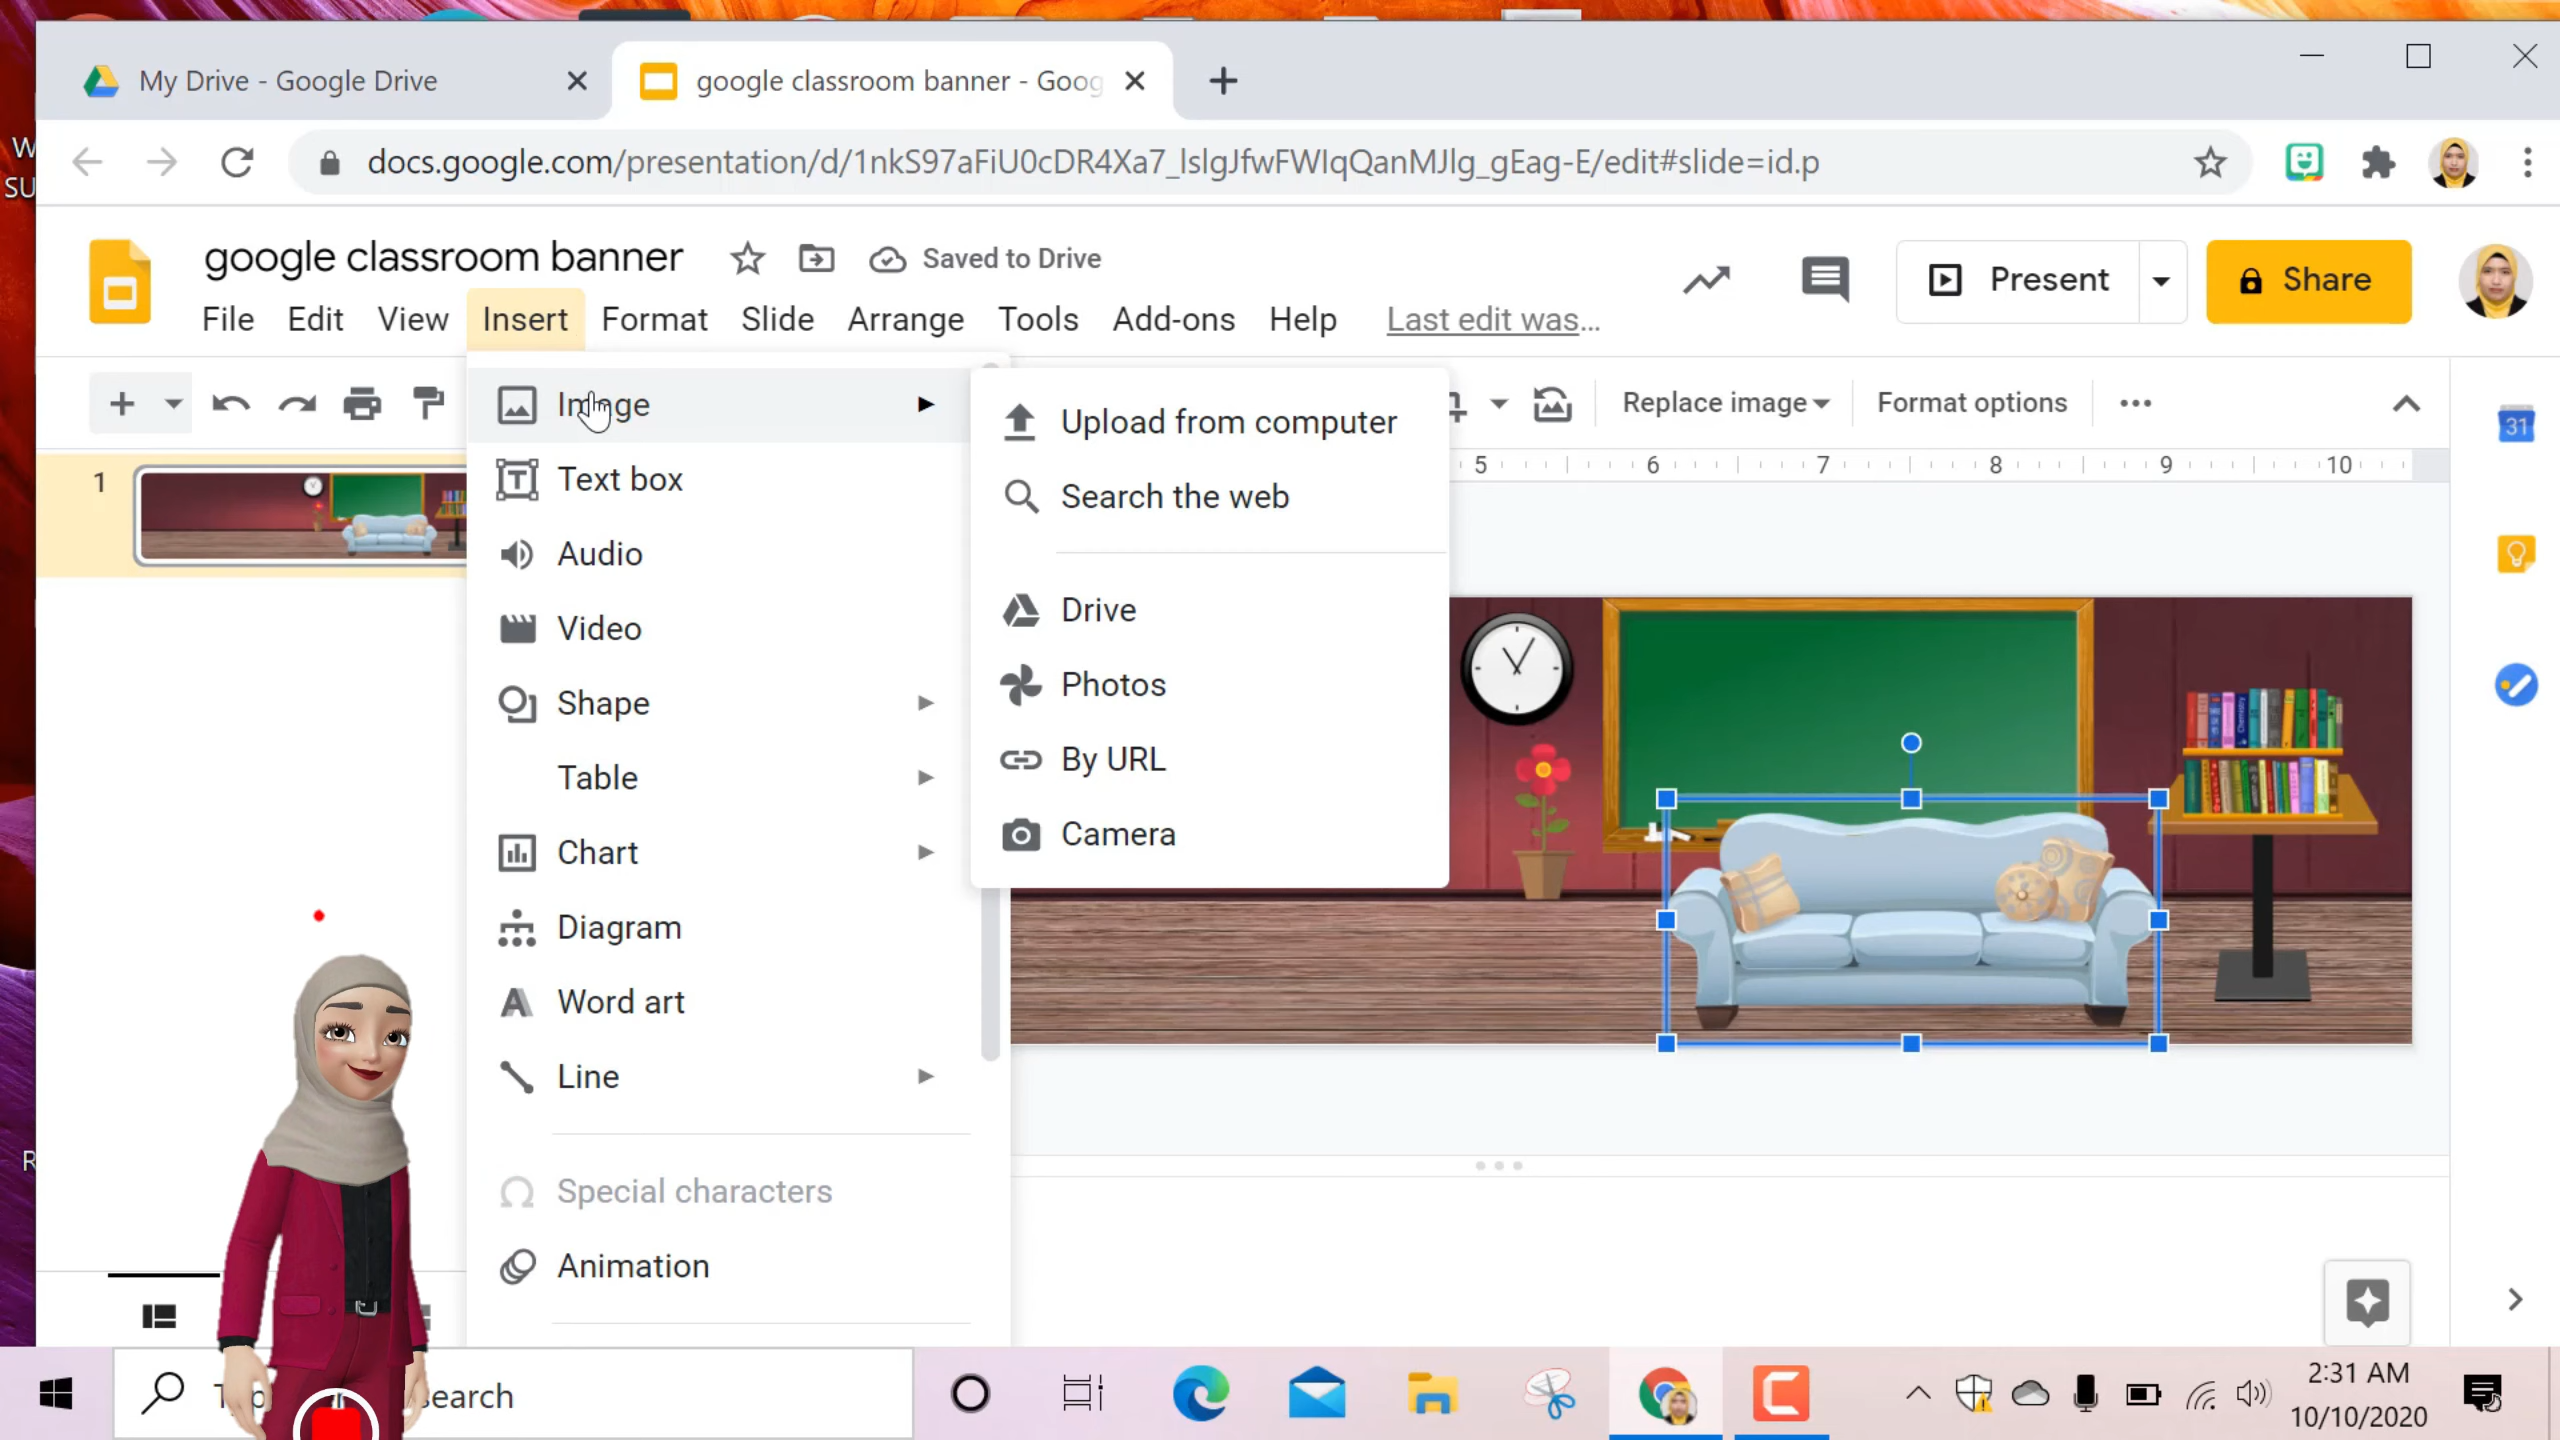 W
SU
My Drive - Google Drive
google classroom banner - Goog
docs.google.com/presentation/d/1nkS97aFiU0cDR4Xa7_lslgJfwFWIqQanMJlg_gEag-E/edit#slide=id.p
google classroom banner
Saved to Drive
Present
Share
File Edit View Insert Format Slide Arrange Tools Add-ons Help Last edit was...
Replace image
Format options
31
5 6 7 8 9 10
1
Image
Text box
Audio
Video
Shape
Table
Chart
Diagram
Word art
Line
Special characters
Animation
Upload from computer
Search the web
Drive
Photos
By URL
Camera
R
search
2:31 AM
10/10/2020